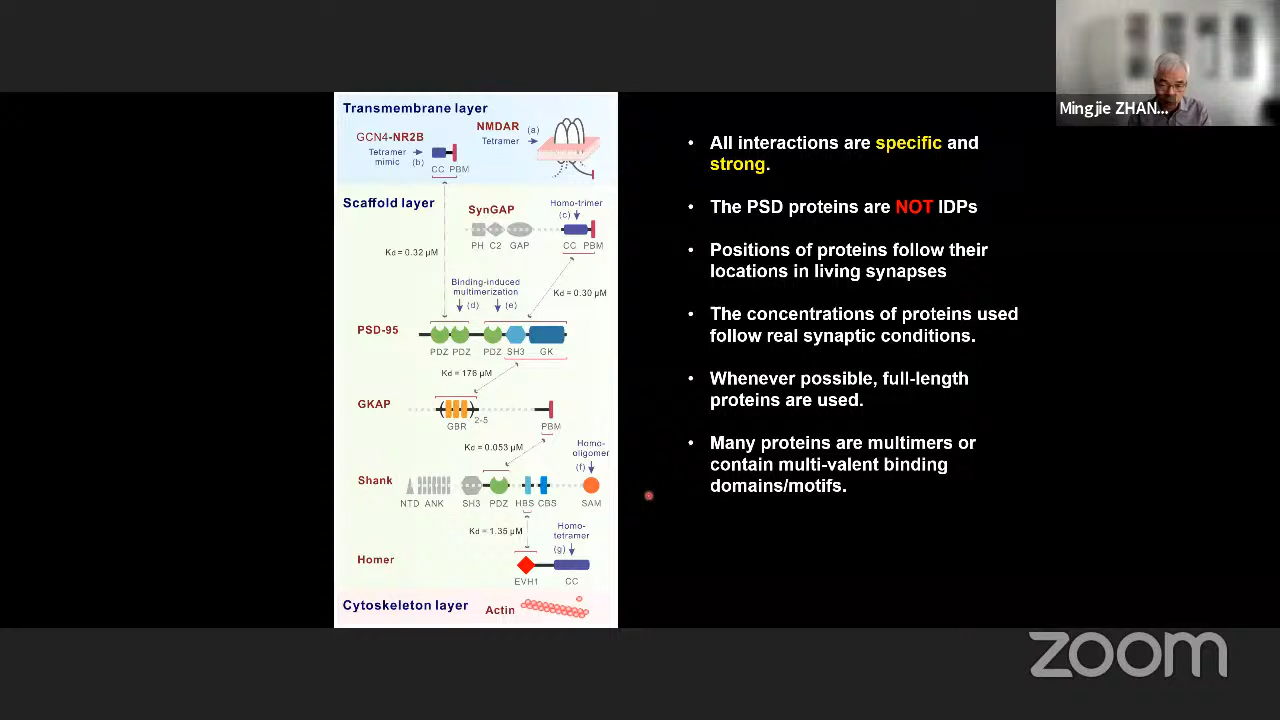 Mingjie ZHAN...
Transmembrane layer
GCN4-NR2B
Tetramer
mimic
(b)
CC PBM
NMDAR
(a)
Tetramer
Scaffold layer
SynGAP
Homo-trimer
(c)
PH C2 GAP
CC PBM
Kd = 0.32 µM
Kd = 0.30 µM
Binding-induced
multimerization
(d)
(e)
PSD-95
PDZ PDZ PDZ SH3 GK
Kd = 176 µM
GKAP
( )
2-5
GBR
PBM
Kd = 0.053 µM
Homo-
oligomer
(f)
Shank
NTD ANK SH3 PDZ HBS CBS SAM
Kd = 1.35 µM
Homo-
tetramer
(g)
Homer
EVH1 CC
Cytoskeleton layer
Actin
• All interactions are specific and
strong.
• The PSD proteins are NOT IDPs
• Positions of proteins follow their
locations in living synapses
• The concentrations of proteins used
follow real synaptic conditions.
• Whenever possible, full-length
proteins are used.
• Many proteins are multimers or
contain multi-valent binding
domains/motifs.
zoom